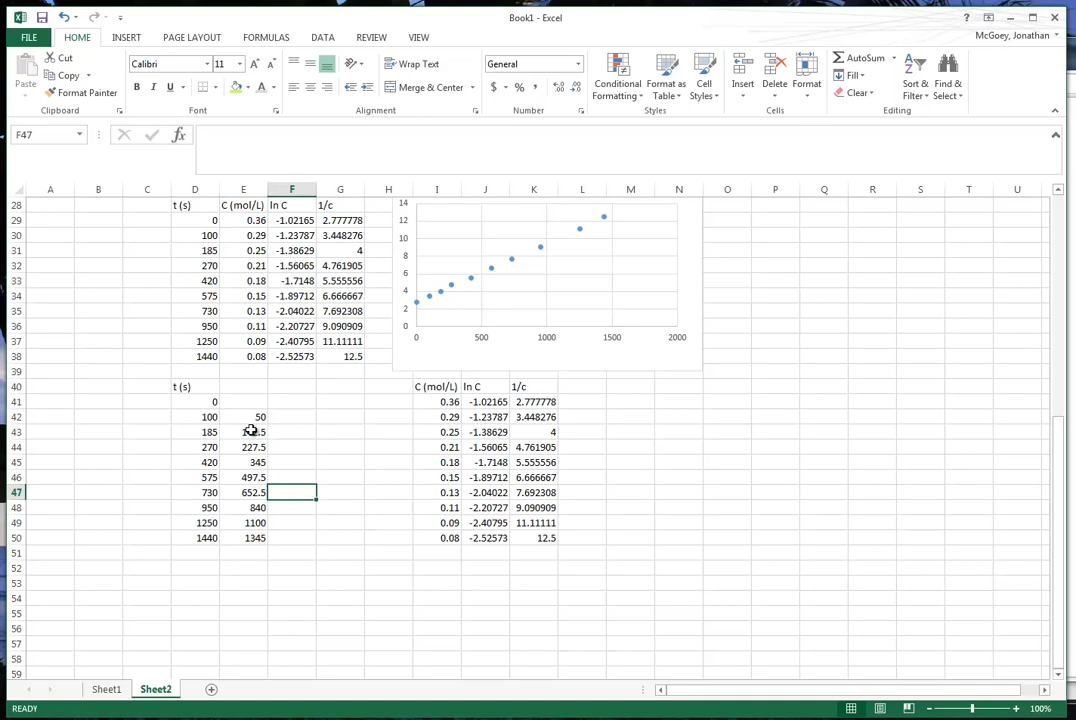 Book1 - Excel
FILE HOME INSERT PAGE LAYOUT FORMULAS DATA REVIEW VIEW
McGoey, Jonathan
Cut Calibri 11 Wrap Text General AutoSum
Copy Fill
Paste Format Painter B I U A Merge & Center $ % Conditional Formatting Format as Table Cell Styles Insert Delete Format Clear Sort & Filter Find & Select
Clipboard Font Alignment Number Styles Cells Editing
F47 fx
A B C D E F G H I J K L M N O P Q R S T U
28 t (s) C (mol/L) ln C 1/c
29 0 0.36 -1.02165 2.777778
30 100 0.29 -1.23787 3.448276
31 185 0.25 -1.38629 4
32 270 0.21 -1.56065 4.761905
33 420 0.18 -1.7148 5.555556
34 575 0.15 -1.89712 6.666667
35 730 0.13 -2.04022 7.692308
36 950 0.11 -2.20727 9.090909
37 1250 0.09 -2.40795 11.11111
38 1440 0.08 -2.52573 12.5
14
12
10
8
6
4
2
0
0 500 1000 1500 2000
39
40 t (s) C (mol/L) ln C 1/c
41 0 0.36 -1.02165 2.777778
42 100 50 0.29 -1.23787 3.448276
43 185 0.25 -1.38629 4
44 270 227.5 0.21 -1.56065 4.761905
45 420 345 0.18 -1.7148 5.555556
46 575 497.5 0.15 -1.89712 6.666667
47 730 652.5 0.13 -2.04022 7.692308
48 950 840 0.11 -2.20727 9.090909
49 1250 1100 0.09 -2.40795 11.11111
50 1440 1345 0.08 -2.52573 12.5
51
52
53
54
55
56
57
58
59
Sheet1 Sheet2
READY 100%